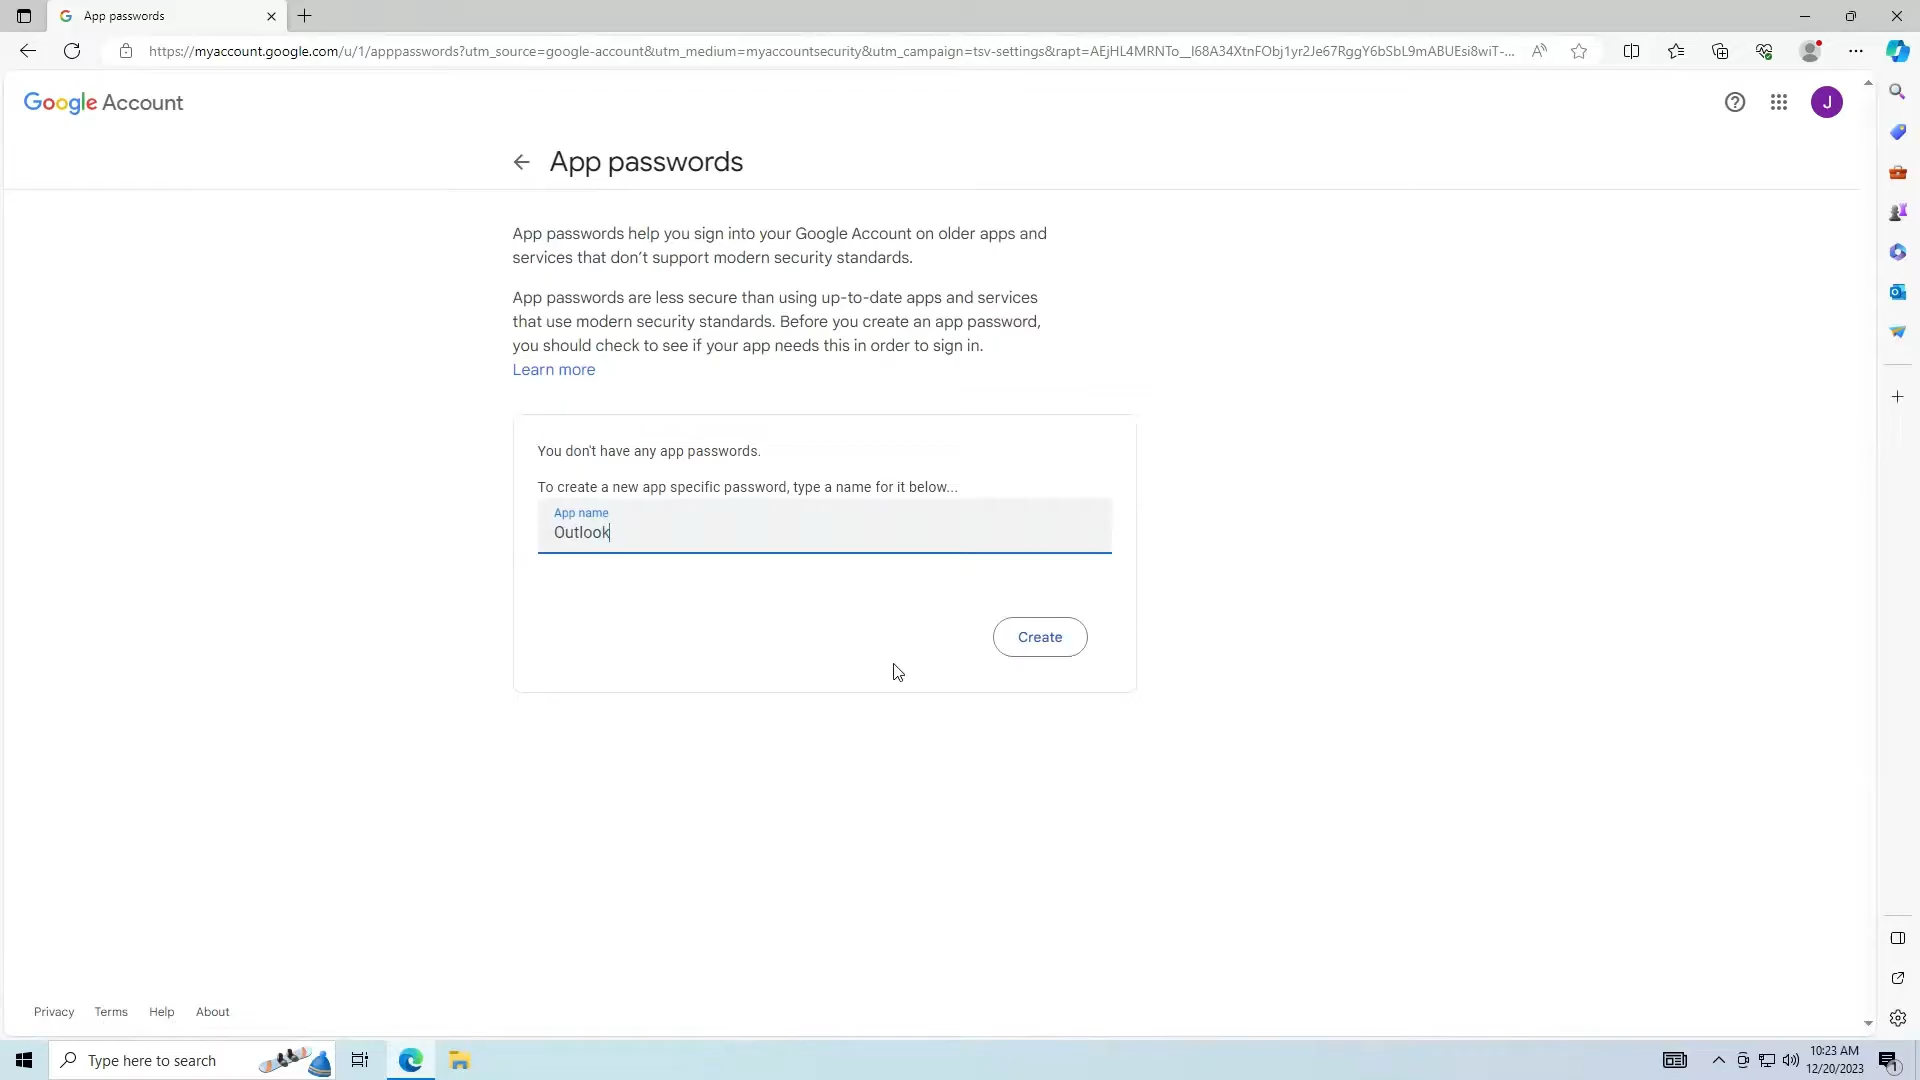 App passwords
https://myaccount.google.com/u/1/apppasswords?utm_source=google-account&utm_medium=myaccountsecurity&utm_campaign=tsv-settings&rapt=AEjHL4MRNTo__I68A34XtnFObj1yr2Je67RggY6bSbL9mABUEsi8wiT-...
Google Account
J
App passwords
App passwords help you sign into your Google Account on older apps and
services that don’t support modern security standards.
App passwords are less secure than using up-to-date apps and services
that use modern security standards. Before you create an app password,
you should check to see if your app needs this in order to sign in.
Learn more
You don't have any app passwords.
To create a new app specific password, type a name for it below...
App name
Outlook
Create
Privacy Terms Help About
Type here to search
10:23 AM
12/20/2023
1